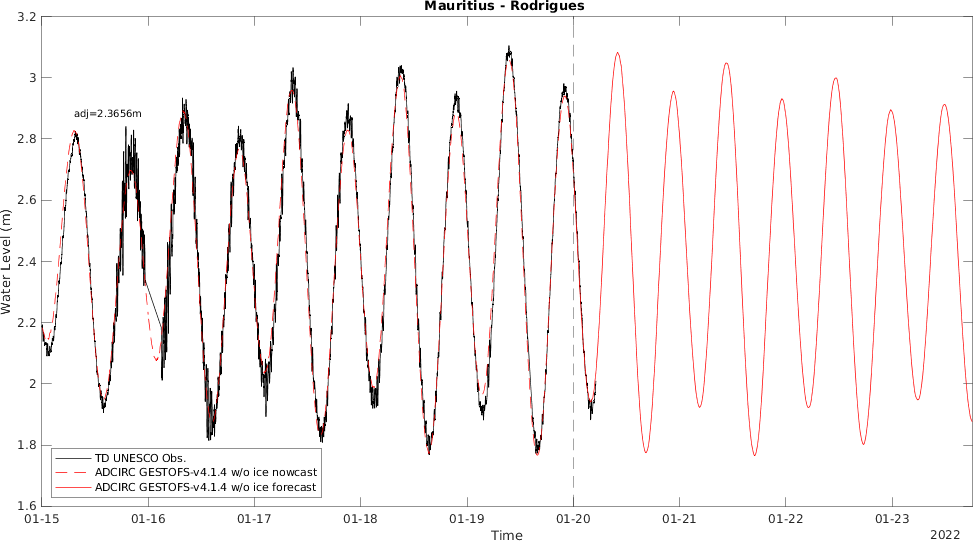 Mauritius - Rodrigues
3.2
3
2.8
2.6
2.4
2.2
2
1.8
1.6
Water Level (m)
adj=2.3656m
TD UNESCO Obs.
ADCIRC GESTOFS-v4.1.4 w/o ice nowcast
ADCIRC GESTOFS-v4.1.4 w/o ice forecast
01-15 01-16 01-17 01-18 01-19 01-20 01-21 01-22 01-23
Time
2022